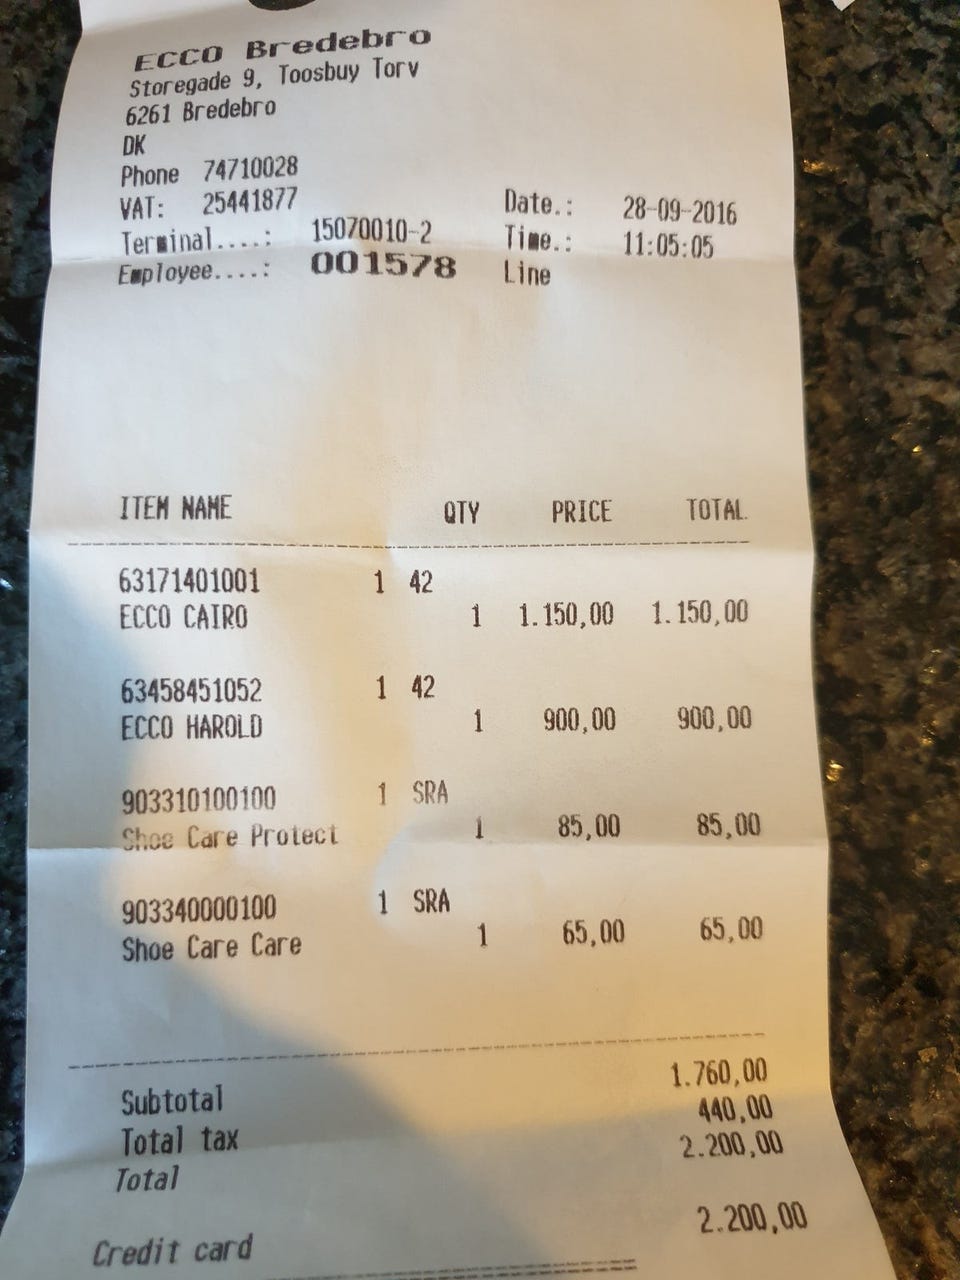 ECCO Bredebro
Storegade 9, Toosbuy Torv
6261 Bredebro
DK
Phone 74710028
VAT: 25441877 Date.: 28-09-2016
Terminal....: 15070010-2 Time.: 11:05:05
Employee....: 001578 Line
ITEM NAME QTY PRICE TOTAL
63171401001 1 42
ECCO CAIRO 1 1.150,00 1.150,00
63458451052 1 42
ECCO HAROLD 1 900,00 900,00
903310100100 1 SRA
Shoe Care Protect 1 85,00 85,00
903340000100 1 SRA
Shoe Care Care 1 65,00 65,00
Subtotal 1.760,00
Total tax 440,00
Total 2.200,00
Credit card 2.200,00